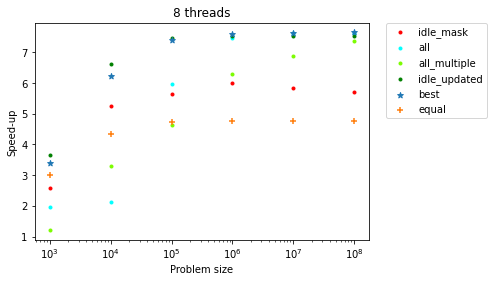 8 threads
Speed-up
7
6
5
4
3
2
1
10³
10⁴
10⁵
10⁶
10⁷
10⁸
Problem size
idle_mask
all
all_multiple
idle_updated
best
equal